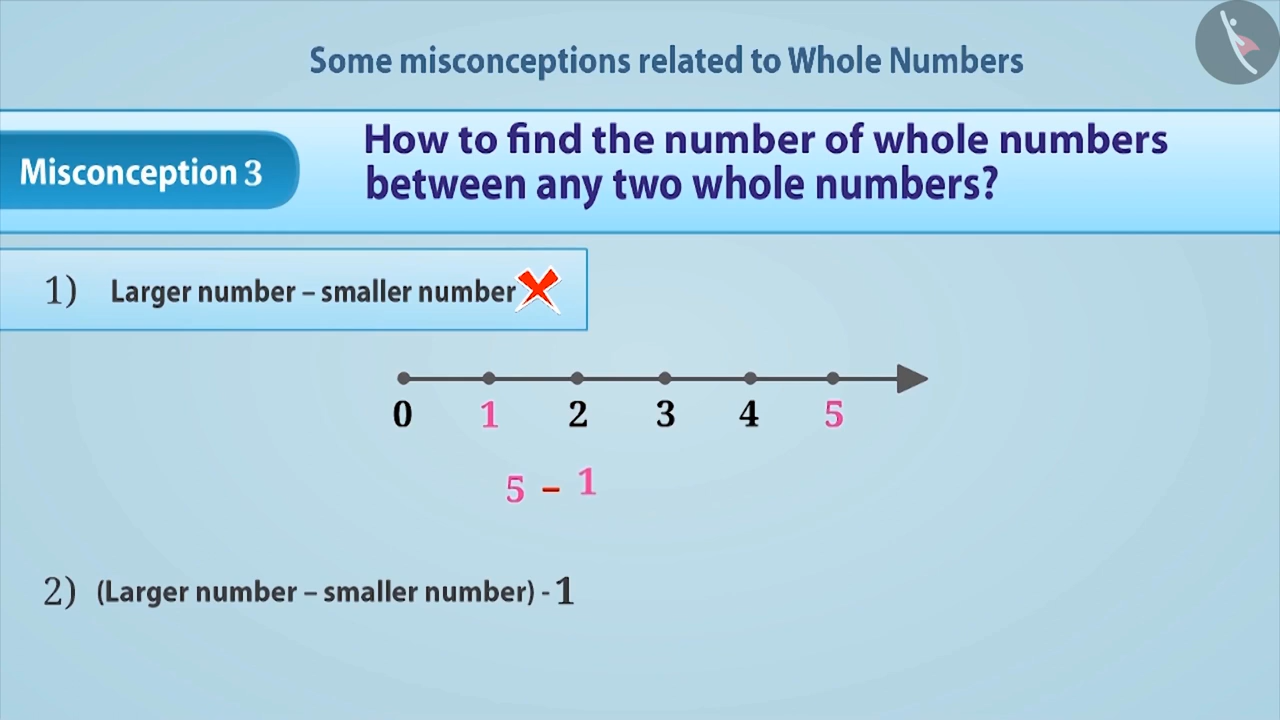 Some misconceptions related to Whole Numbers
Misconception 3
How to find the number of whole numbers
between any two whole numbers?
1) Larger number – smaller number
0 1 2 3 4 5
5 – 1
2) (Larger number – smaller number) - 1